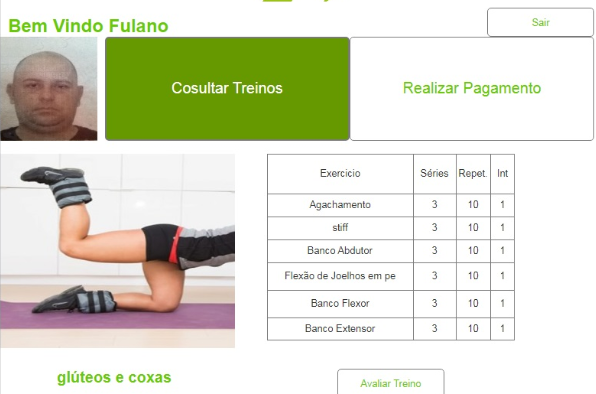 Bem Vindo Fulano
Sair
Cosultar Treinos
Realizar Pagamento
Exercicio Séries Repet. Int
Agachamento 3 10 1
stiff 3 10 1
Banco Abdutor 3 10 1
Flexão de Joelhos em pe 3 10 1
Banco Flexor 3 10 1
Banco Extensor 3 10 1
glúteos e coxas
Avaliar Treino